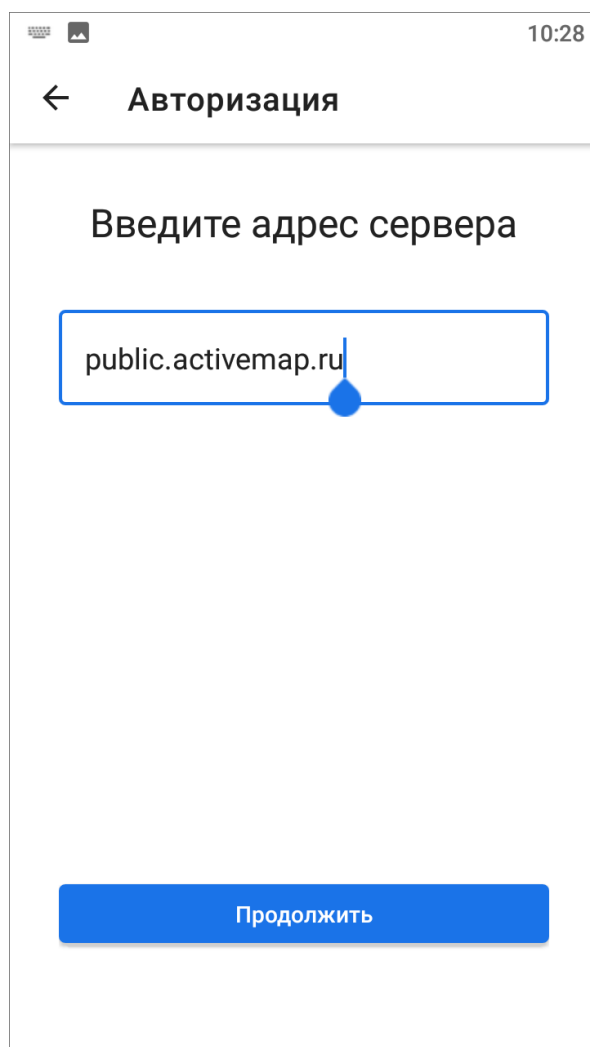 10:28
Авторизация
Введите адрес сервера
public.activemap.ru
Продолжить